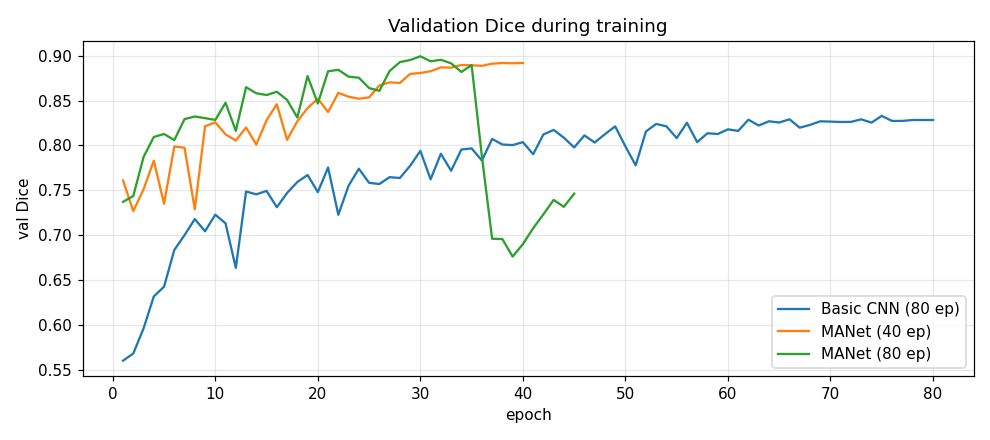 Validation Dice during training
val Dice
0.90
0.85
0.80
0.75
0.70
0.65
0.60
0.55
0 10 20 30 40 50 60 70 80
epoch
Basic CNN (80 ep)
MANet (40 ep)
MANet (80 ep)